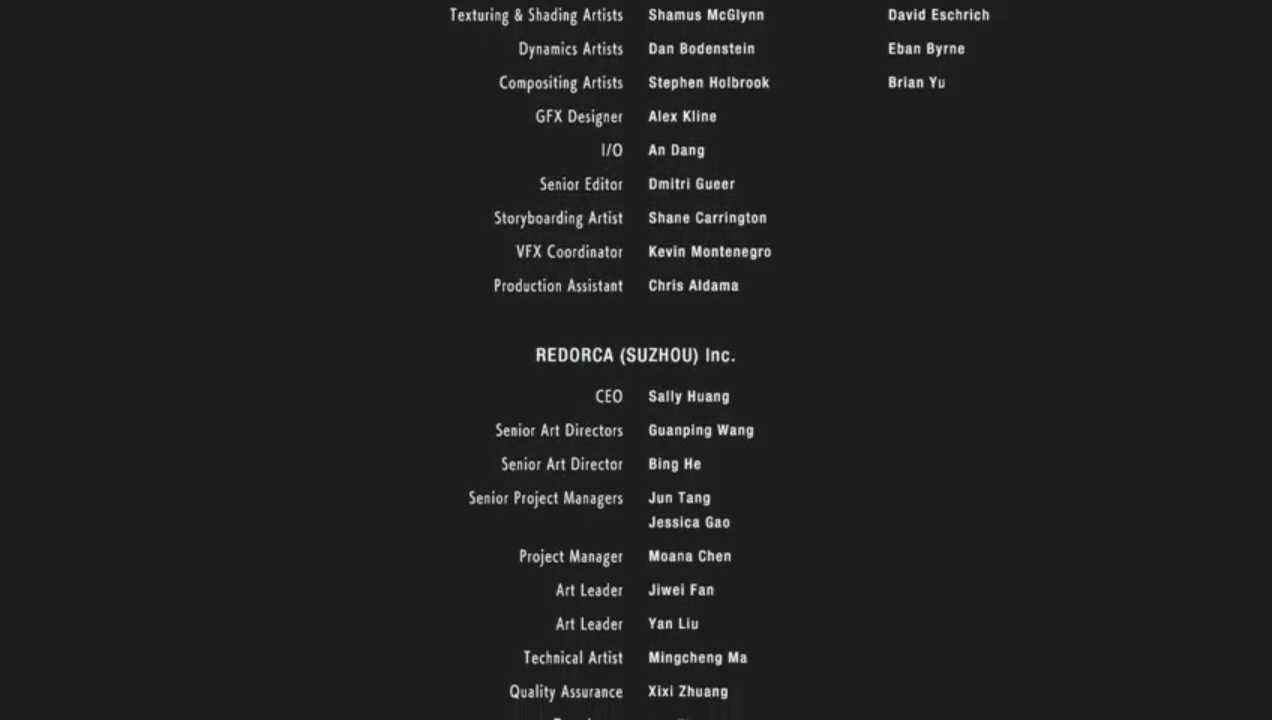 Texturing & Shading Artists Shamus McGlynn David Eschrich
Dynamics Artists Dan Bodenstein Eban Byrne
Compositing Artists Stephen Holbrook Brian Yu
GFX Designer Alex Kline
I/O An Dang
Senior Editor Dmitri Gueer
Storyboarding Artist Shane Carrington
VFX Coordinator Kevin Montenegro
Production Assistant Chris Aldama
REDORCA (SUZHOU) Inc.
CEO Sally Huang
Senior Art Directors Guanping Wang
Senior Art Director Bing He
Senior Project Managers Jun Tang
Jessica Gao
Project Manager Moana Chen
Art Leader Jiwei Fan
Art Leader Yan Liu
Technical Artist Mingcheng Ma
Quality Assurance Xixi Zhuang